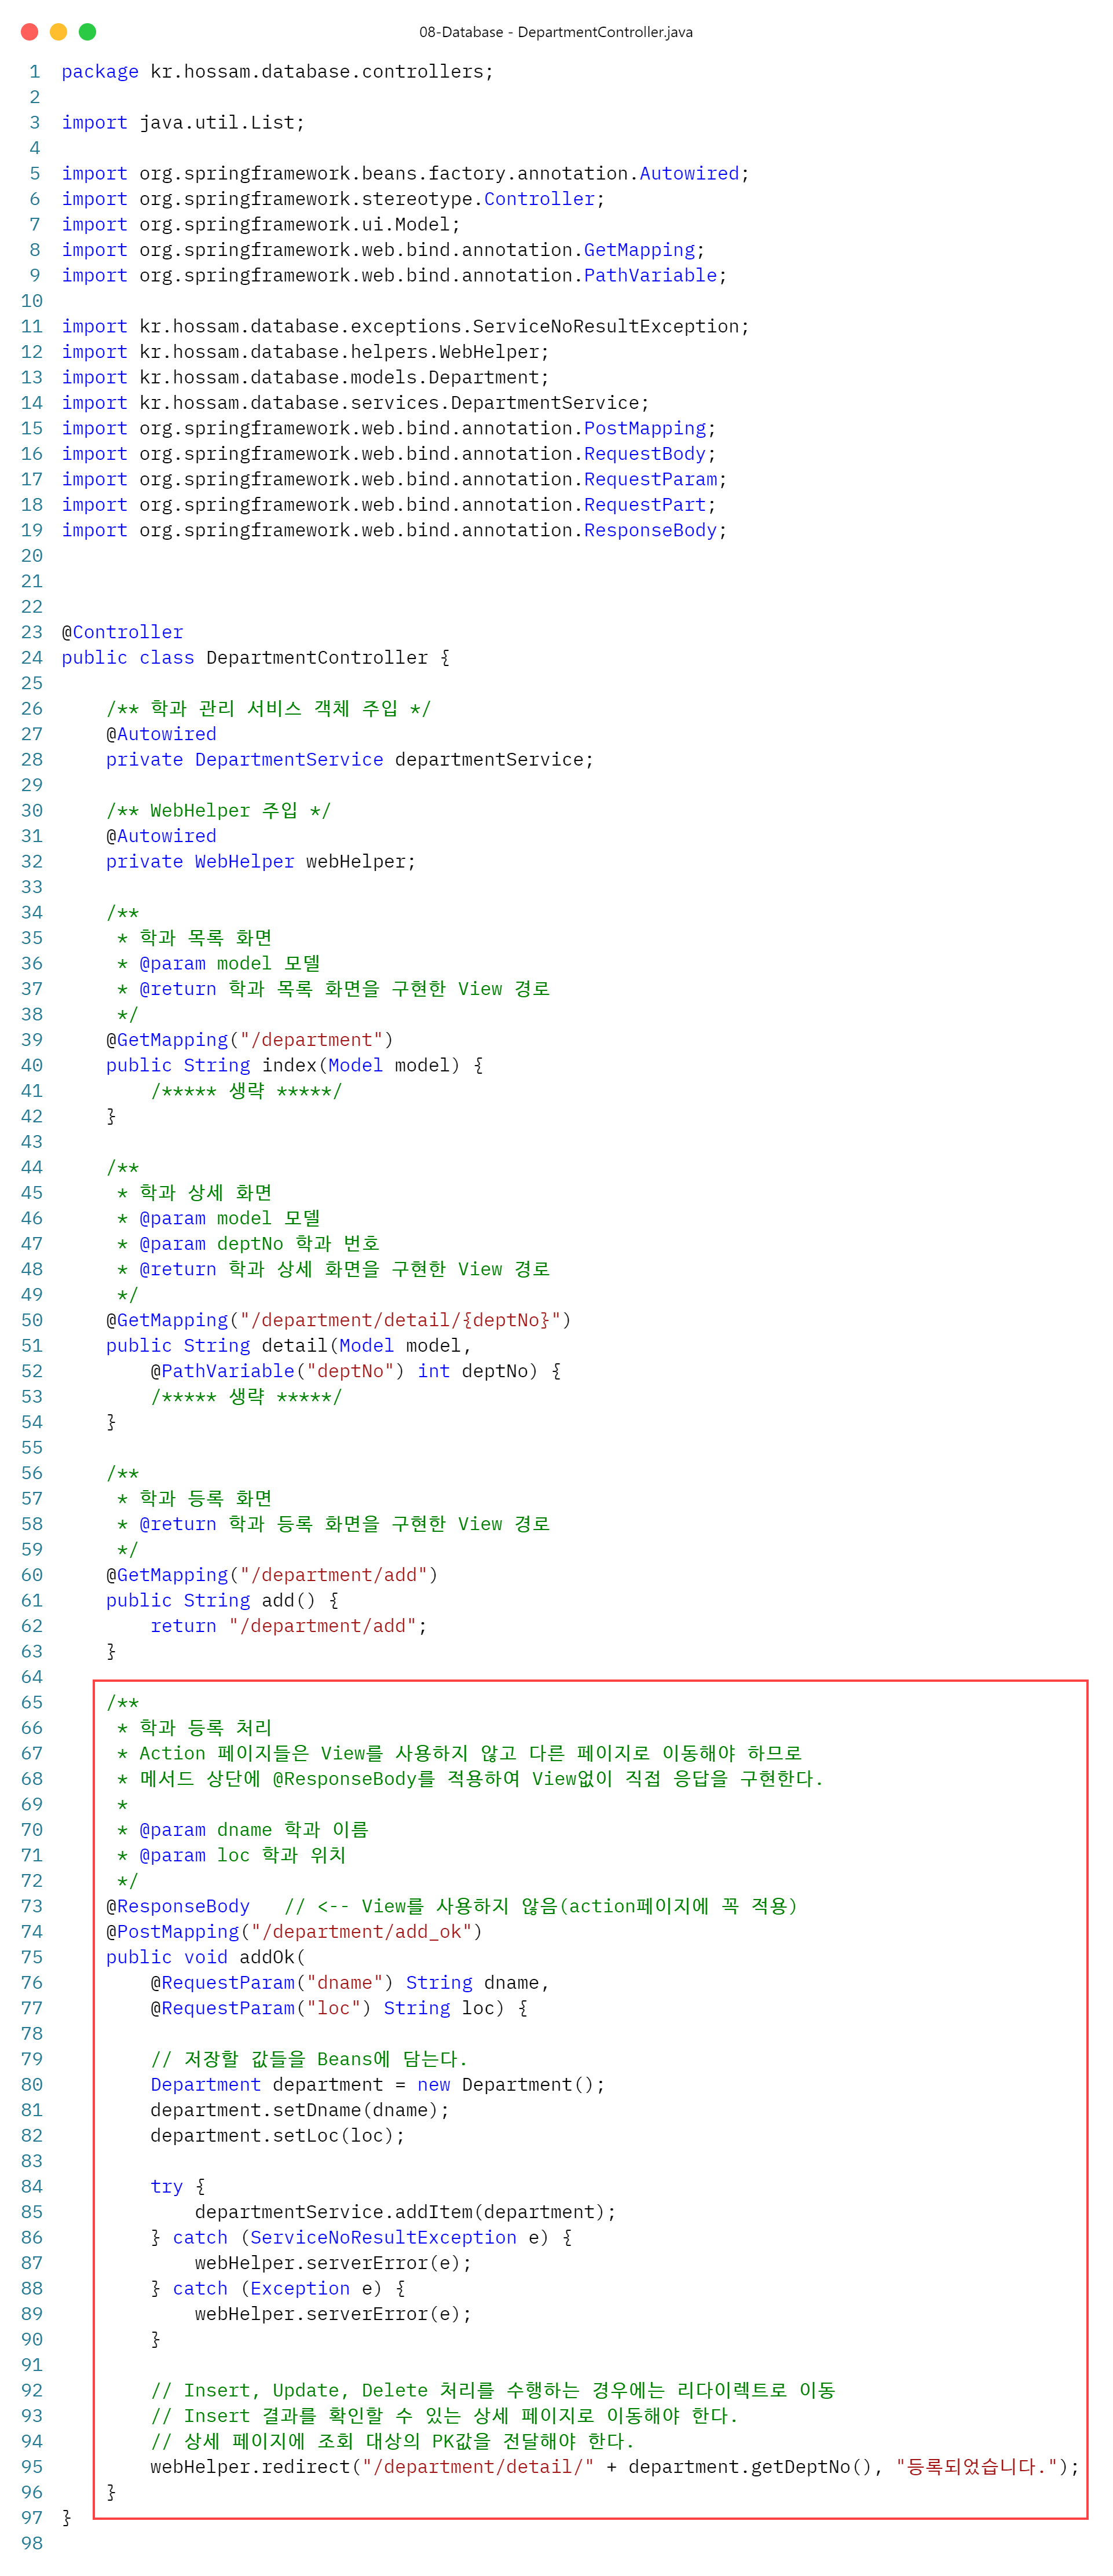 08-Database - DepartmentController.java
1 package kr.hossam.database.controllers;
2
3 import java.util.List;
4
5 import org.springframework.beans.factory.annotation.Autowired;
6 import org.springframework.stereotype.Controller;
7 import org.springframework.ui.Model;
8 import org.springframework.web.bind.annotation.GetMapping;
9 import org.springframework.web.bind.annotation.PathVariable;
10
11 import kr.hossam.database.exceptions.ServiceNoResultException;
12 import kr.hossam.database.helpers.WebHelper;
13 import kr.hossam.database.models.Department;
14 import kr.hossam.database.services.DepartmentService;
15 import org.springframework.web.bind.annotation.PostMapping;
16 import org.springframework.web.bind.annotation.RequestBody;
17 import org.springframework.web.bind.annotation.RequestParam;
18 import org.springframework.web.bind.annotation.RequestPart;
19 import org.springframework.web.bind.annotation.ResponseBody;
20
21
22
23 @Controller
24 public class DepartmentController {
25
26     /** 학과 관리 서비스 객체 주입 */
27     @Autowired
28     private DepartmentService departmentService;
29
30     /** WebHelper 주입 */
31     @Autowired
32     private WebHelper webHelper;
33
34     /**
35      * 학과 목록 화면
36      * @param model 모델
37      * @return 학과 목록 화면을 구현한 View 경로
38      */
39     @GetMapping("/department")
40     public String index(Model model) {
41         /***** 생략 *****/
42     }
43
44     /**
45      * 학과 상세 화면
46      * @param model 모델
47      * @param deptNo 학과 번호
48      * @return 학과 상세 화면을 구현한 View 경로
49      */
50     @GetMapping("/department/detail/{deptNo}")
51     public String detail(Model model,
52         @PathVariable("deptNo") int deptNo) {
53         /***** 생략 *****/
54     }
55
56     /**
57      * 학과 등록 화면
58      * @return 학과 등록 화면을 구현한 View 경로
59      */
60     @GetMapping("/department/add")
61     public String add() {
62         return "/department/add";
63     }
64
65     /**
66      * 학과 등록 처리
67      * Action 페이지들은 View를 사용하지 않고 다른 페이지로 이동해야 하므로
68      * 메서드 상단에 @ResponseBody를 적용하여 View없이 직접 응답을 구현한다.
69      *
70      * @param dname 학과 이름
71      * @param loc 학과 위치
72      */
73     @ResponseBody   // <-- View를 사용하지 않음(action페이지에 꼭 적용)
74     @PostMapping("/department/add_ok")
75     public void addOk(
76         @RequestParam("dname") String dname,
77         @RequestParam("loc") String loc) {
78
79         // 저장할 값들을 Beans에 담는다.
80         Department department = new Department();
81         department.setDname(dname);
82         department.setLoc(loc);
83
84         try {
85             departmentService.addItem(department);
86         } catch (ServiceNoResultException e) {
87             webHelper.serverError(e);
88         } catch (Exception e) {
89             webHelper.serverError(e);
90         }
91
92         // Insert, Update, Delete 처리를 수행하는 경우에는 리다이렉트로 이동
93         // Insert 결과를 확인할 수 있는 상세 페이지로 이동해야 한다.
94         // 상세 페이지에 조회 대상의 PK값을 전달해야 한다.
95         webHelper.redirect("/department/detail/" + department.getDeptNo(), "등록되었습니다.");
96     }
97 }
98